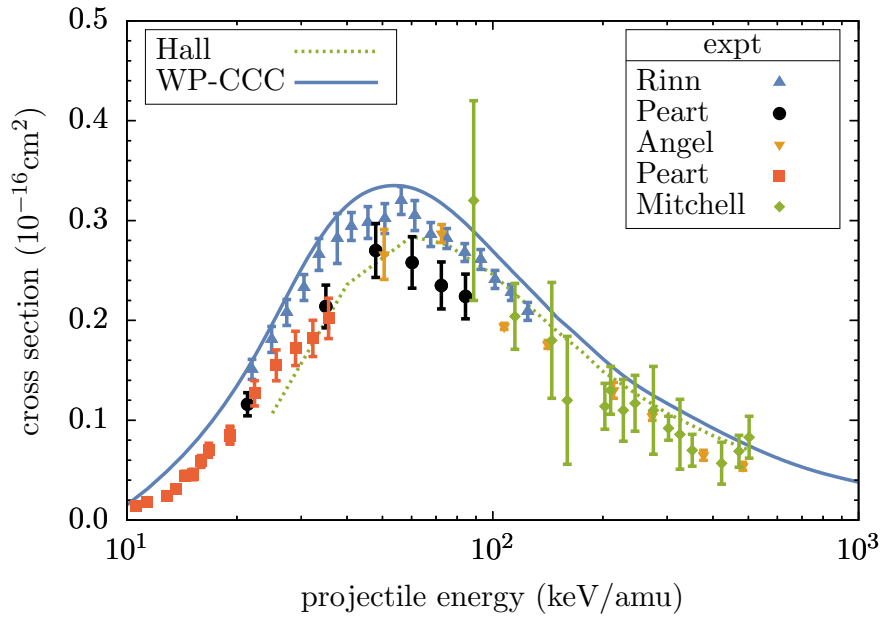 0.5
0.4
0.3
0.2
0.1
0.0
cross section (10⁻¹⁶cm²)
Hall
WP-CCC
expt
Rinn
Peart
Angel
Peart
Mitchell
10¹ 10² 10³
projectile energy (keV/amu)